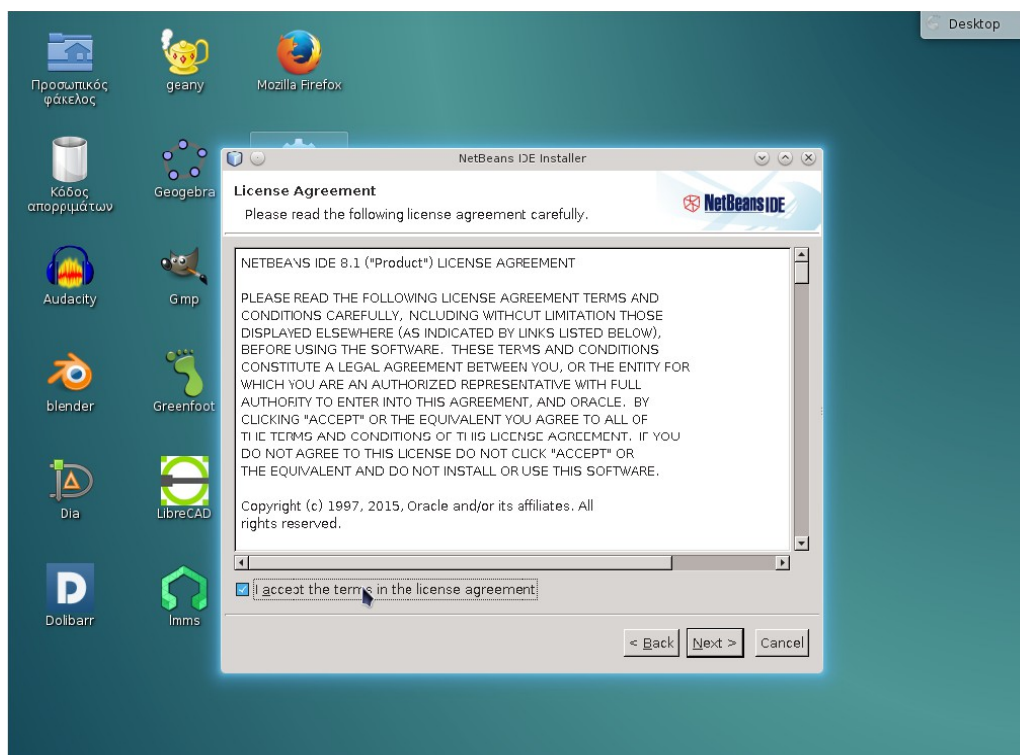 Desktop
Προσωπικός
φάκελος
geany
Mozilla Firefox
Κάδος
απορριμάτων
Geogebra
Audacity
Gmp
blender
Greenfoot
Dia
LibreCAD
Dolibarr
lmms
NetBeans IDE Installer
License Agreement
Please read the following license agreement carefully.
NetBeans IDE
NETBEANS IDE 8.1 ("Product") LICENSE AGREEMENT
PLEASE READ THE FOLLOWING LICENSE AGREEMENT TERMS AND
CONDITIONS CAREFULLY, NCLUDING WITHCUT LIMITATION THOSE
DISPLAYED ELSEWHERE (AS INDICATED BY LINKS LISTED BELOW),
BEFORE USING THE SOFTWARE. THESE TERMS AND CONDITIONS
CONSTITUTE A LEGAL AGREEMENT BETWEEN YOU, OR THE ENTITY FOR
WHICH YOU ARE AN AUTHORIZED REPRESENTATIVE WITH FULL
AUTHOFITY TO ENTER INTO THIS AGREEMENT, AND ORACLE. BY
CLICKING "ACCEPT" OR THE EQUIVALENT YOU AGREE TO ALL OF
THE TERMS AND CONDITIONS OF THIS LICENSE AGREEMENT. IF YOU
DO NOT AGREE TO THIS LICENSE DO NOT CLICK "ACCEPT" OR
THE EQUIVALENT AND DO NOT INSTALL OR USE THIS SOFTWARE.
Copyright (c) 1997, 2015, Oracle and/or its affiliates. All
rights reserved.
I accept the terms in the license agreement
< Back Next > Cancel